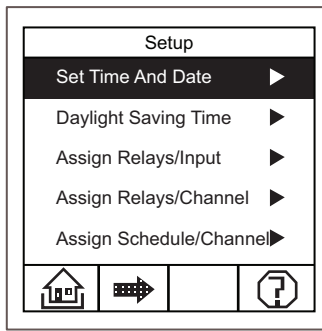 Setup
Set Time And Date
Daylight Saving Time
Assign Relays/Input
Assign Relays/Channel
Assign Schedule/Channel
?